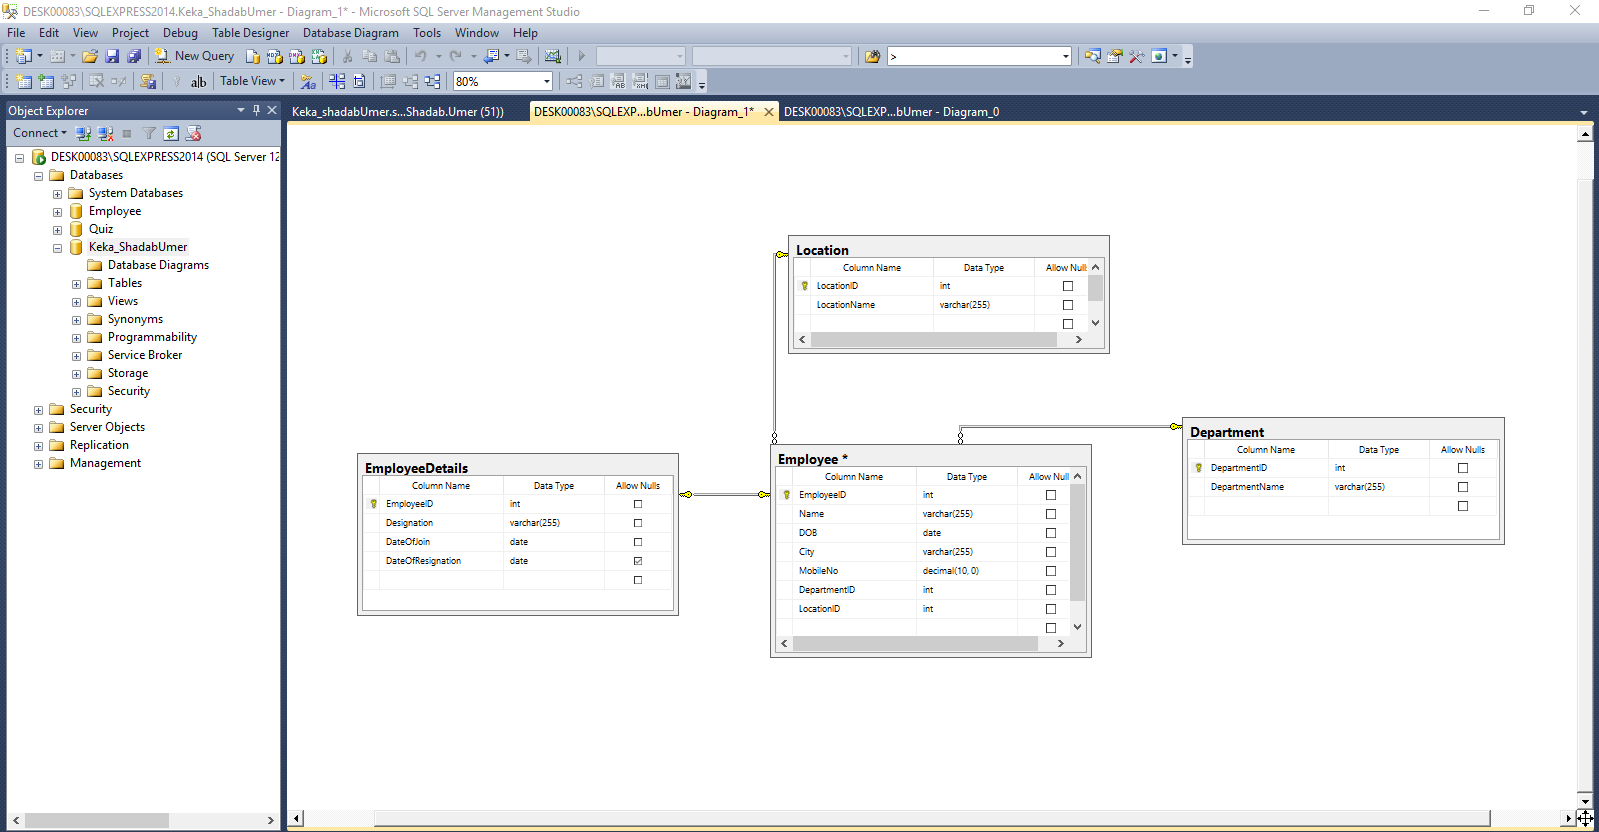 DESK00083\SQLEXPRESS2014.Keka_ShadabUmer - Diagram_1* - Microsoft SQL Server Management Studio
File Edit View Project Debug Table Designer Database Diagram Tools Window Help
New Query >
Table View 80%
Object Explorer
Connect
DESK00083\SQLEXPRESS2014 (SQL Server 12
Databases
System Databases
Employee
Quiz
Keka_ShadabUmer
Database Diagrams
Tables
Views
Synonyms
Programmability
Service Broker
Storage
Security
Security
Server Objects
Replication
Management
Keka_shadabUmer.s...Shadab.Umer (51)) DESK00083\SQLEXP...bUmer - Diagram_1* DESK00083\SQLEXP...bUmer - Diagram_0
Location
Column Name Data Type Allow Null
LocationID int
LocationName varchar(255)
EmployeeDetails
Column Name Data Type Allow Nulls
EmployeeID int
Designation varchar(255)
DateOfJoin date
DateOfResignation date
Employee *
Column Name Data Type Allow Null
EmployeeID int
Name varchar(255)
DOB date
City varchar(255)
MobileNo decimal(10, 0)
DepartmentID int
LocationID int
Department
Column Name Data Type Allow Nulls
DepartmentID int
DepartmentName varchar(255)